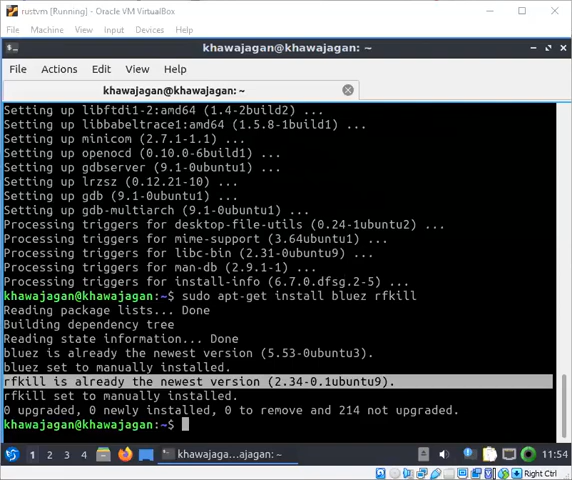 rustvm [Running] - Oracle VM VirtualBox
File Machine View Input Devices Help
khawajagan@khawajagan: ~
File Actions Edit View Help
khawajagan@khawajagan: ~
Setting up libftdi1-2:amd64 (1.4-2build2) ...
Setting up libbabeltrace1:amd64 (1.5.8-1build1) ...
Setting up minicom (2.7.1-1.1) ...
Setting up openocd (0.10.0-6build1) ...
Setting up gdbserver (9.1-0ubuntu1) ...
Setting up lrzsz (0.12.21-10) ...
Setting up gdb (9.1-0ubuntu1) ...
Setting up gdb-multiarch (9.1-0ubuntu1) ...
Processing triggers for desktop-file-utils (0.24-1ubuntu2) ...
Processing triggers for mime-support (3.64ubuntu1) ...
Processing triggers for libc-bin (2.31-0ubuntu9) ...
Processing triggers for man-db (2.9.1-1) ...
Processing triggers for install-info (6.7.0.dfsg.2-5) ...
khawajagan@khawajagan:~$ sudo apt-get install bluez rfkill
Reading package lists... Done
Building dependency tree
Reading state information... Done
bluez is already the newest version (5.53-0ubuntu3).
bluez set to manually installed.
rfkill is already the newest version (2.34-0.1ubuntu9).
rfkill set to manually installed.
0 upgraded, 0 newly installed, 0 to remove and 214 not upgraded.
khawajagan@khawajagan:~$
1 2 3 4 khawajaga...ajagan: ~ 11:54
Right Ctrl